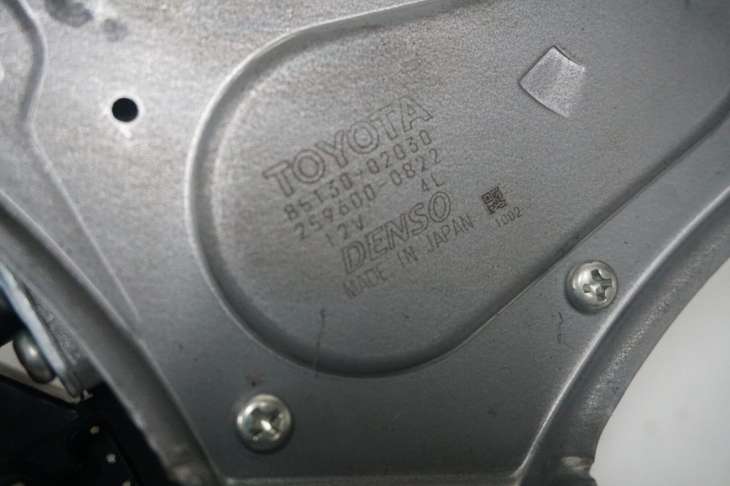 TOYOTA
85130-02030
259600-0822
12V 4L
DENSO
MADE IN JAPAN 1002